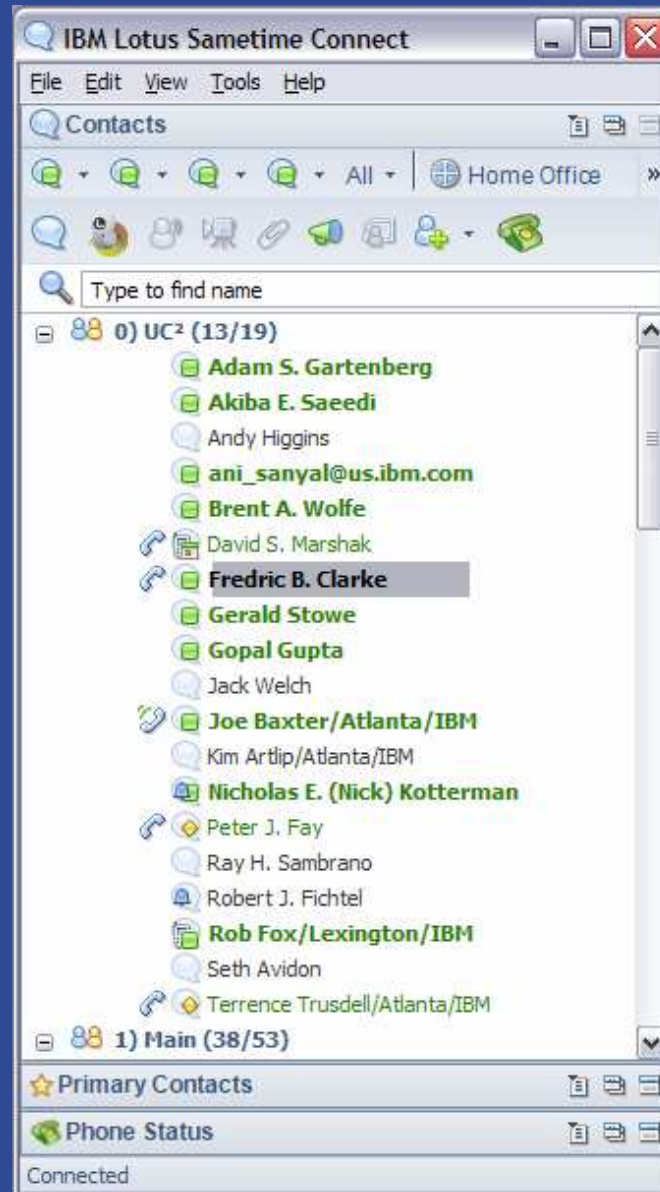 IBM Lotus Sametime Connect
File Edit View Tools Help
Contacts
All Home Office »
Type to find name
0) UC² (13/19)
Adam S. Gartenberg
Akiba E. Saeedi
Andy Higgins
ani_sanyal@us.ibm.com
Brent A. Wolfe
David S. Marshak
Fredric B. Clarke
Gerald Stowe
Gopal Gupta
Jack Welch
Joe Baxter/Atlanta/IBM
Kim Artlip/Atlanta/IBM
Nicholas E. (Nick) Kotterman
Peter J. Fay
Ray H. Sambrano
Robert J. Fichtel
Rob Fox/Lexington/IBM
Seth Avidon
Terrence Trusdell/Atlanta/IBM
1) Main (38/53)
Primary Contacts
Phone Status
Connected